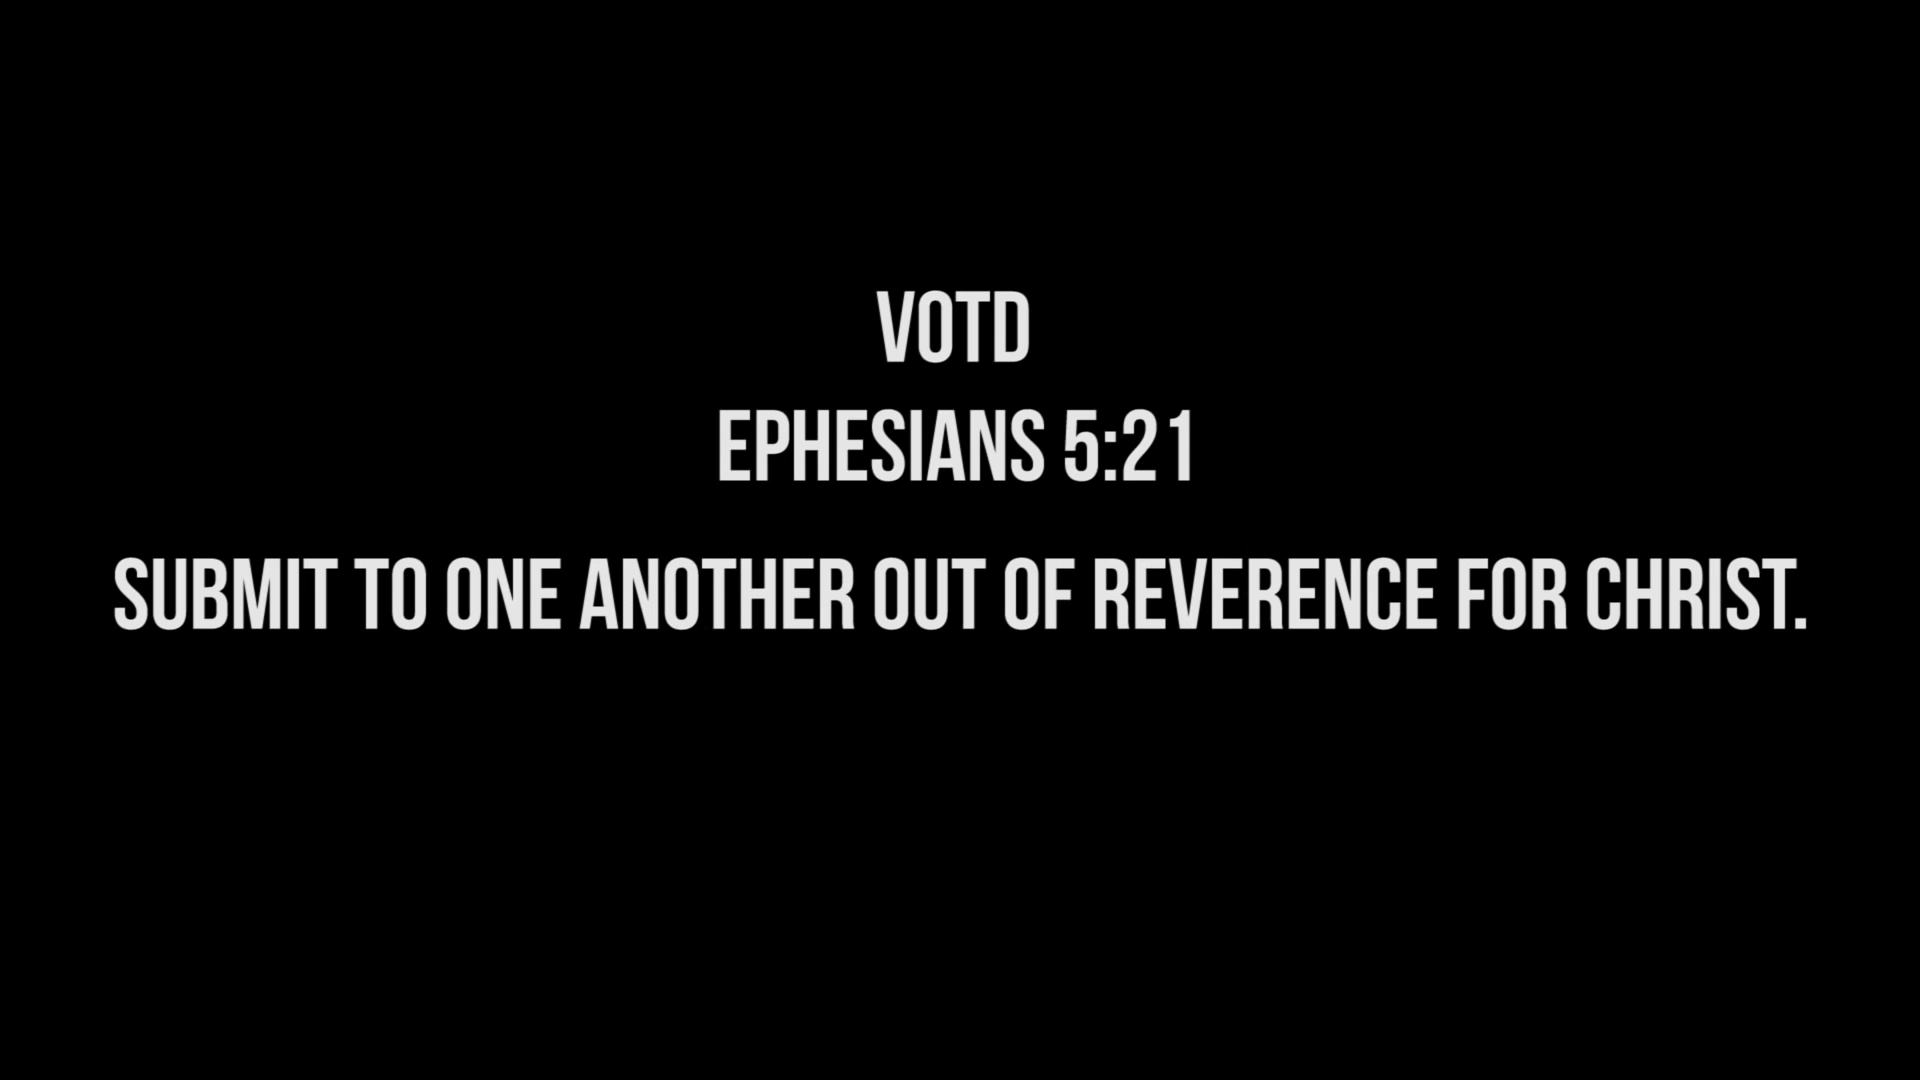 VOTD
EPHESIANS 5:21
SUBMIT TO ONE ANOTHER OUT OF REVERENCE FOR CHRIST.